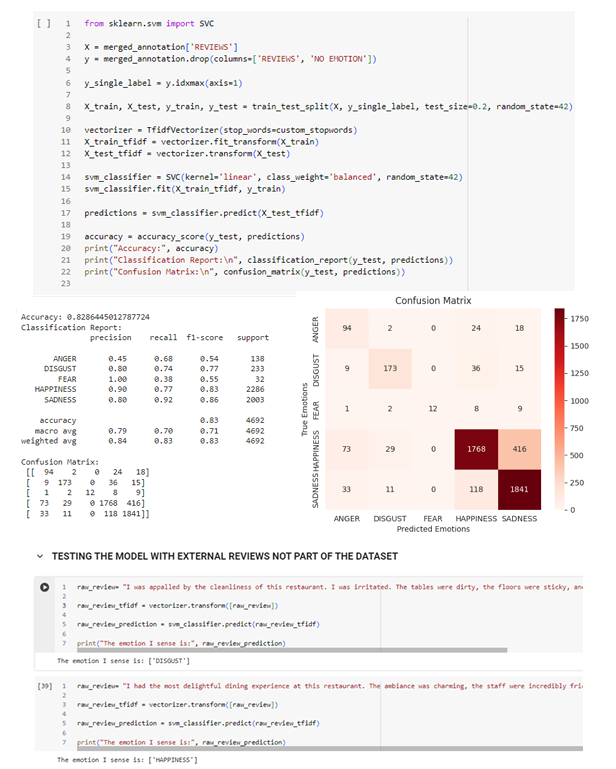 [ ] 1 from sklearn.svm import SVC
2
3 X = merged_annotation['REVIEWS']
4 y = merged_annotation.drop(columns=['REVIEWS', 'NO EMOTION'])
5
6 y_single_label = y.idxmax(axis=1)
7
8 X_train, X_test, y_train, y_test = train_test_split(X, y_single_label, test_size=0.2, random_state=42)
9
10 vectorizer = TfidfVectorizer(stop_words=custom_stopwords)
11 X_train_tfidf = vectorizer.fit_transform(X_train)
12 X_test_tfidf = vectorizer.transform(X_test)
13
14 svm_classifier = SVC(kernel='linear', class_weight='balanced', random_state=42)
15 svm_classifier.fit(X_train_tfidf, y_train)
16
17 predictions = svm_classifier.predict(X_test_tfidf)
18
19 accuracy = accuracy_score(y_test, predictions)
20 print("Accuracy:", accuracy)
21 print("Classification Report:\n", classification_report(y_test, predictions))
22 print("Confusion Matrix:\n", confusion_matrix(y_test, predictions))
23
Accuracy: 0.8286445012787724
Classification Report:
precision recall f1-score support
ANGER 0.45 0.68 0.54 138
DISGUST 0.80 0.74 0.77 233
FEAR 1.00 0.38 0.55 32
HAPPINESS 0.90 0.77 0.83 2286
SADNESS 0.80 0.92 0.86 2003
accuracy 0.83 4692
macro avg 0.79 0.70 0.71 4692
weighted avg 0.84 0.83 0.83 4692
Confusion Matrix:
[[ 94 2 0 24 18]
[ 9 173 0 36 15]
[ 1 2 12 8 9]
[ 73 29 0 1768 416]
[ 33 11 0 118 1841]]
Confusion Matrix
True Emotions
ANGER 94 2 0 24 18
DISGUST 9 173 0 36 15
FEAR 1 2 12 8 9
HAPPINESS 73 29 0 1768 416
SADNESS 33 11 0 118 1841
ANGER DISGUST FEAR HAPPINESS SADNESS
Predicted Emotions
1750
1500
1250
1000
750
500
250
0
TESTING THE MODEL WITH EXTERNAL REVIEWS NOT PART OF THE DATASET
1 raw_review= "I was appalled by the cleanliness of this restaurant. I was irritated. The tables were dirty, the floors were sticky, an
2
3 raw_review_tfidf = vectorizer.transform([raw_review])
4
5 raw_review_prediction = svm_classifier.predict(raw_review_tfidf)
6
7 print("The emotion I sense is:", raw_review_prediction)
The emotion I sense is: ['DISGUST']
[39] 1 raw_review= "I had the most delightful dining experience at this restaurant. The ambiance was charming, the staff were incredibly frie
2
3 raw_review_tfidf = vectorizer.transform([raw_review])
4
5 raw_review_prediction = svm_classifier.predict(raw_review_tfidf)
6
7 print("The emotion I sense is:", raw_review_prediction)
The emotion I sense is: ['HAPPINESS']